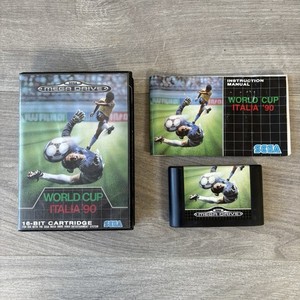 MEGA DRIVE
WORLD CUP
ITALIA '90
16-BIT CARTRIDGE
SEGA
INSTRUCTION
MANUAL
WORLD CUP
ITALIA '90
SEGA
MEGA DRIVE